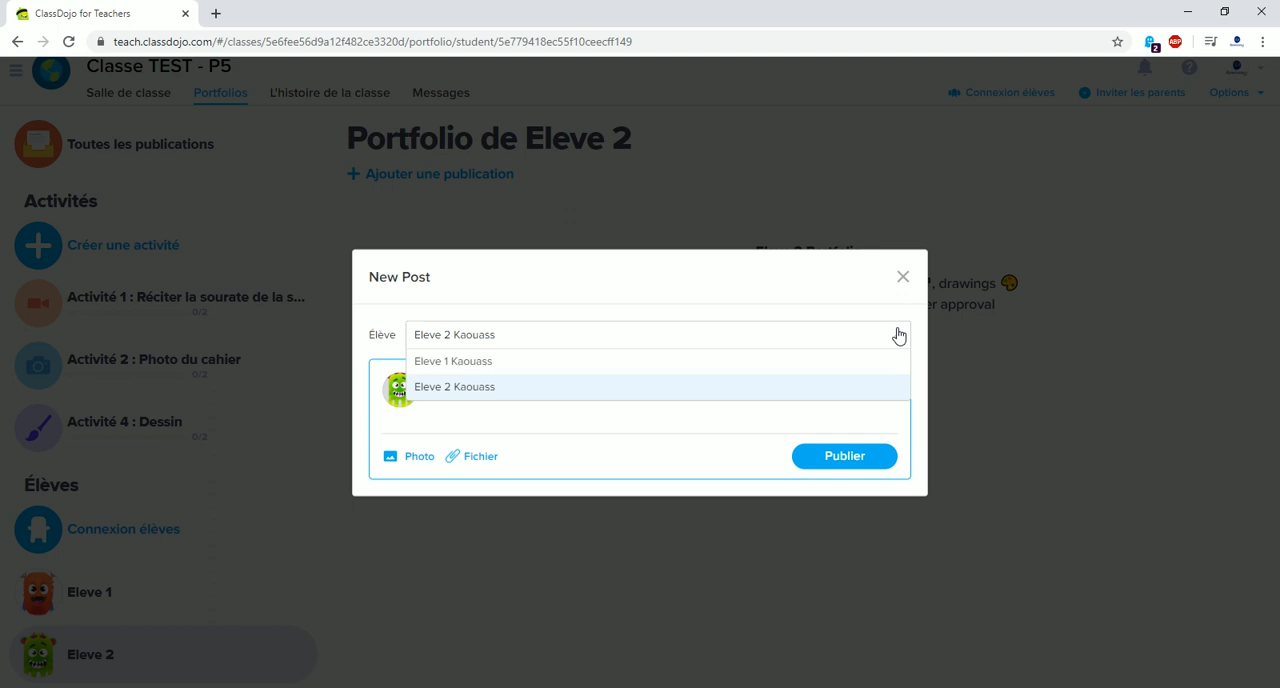 ClassDojo for Teachers
teach.classdojo.com/#/classes/5e6fee56d9a12f482ce3320d/portfolio/student/5e779418ec55f10ceecff149
2
ABP
Classe TEST - P5
Salle de classe
Portfolios
L'histoire de la classe
Messages
Connexion élèves
Inviter les parents
Options
Toutes les publications
Activités
Créer une activité
Activité 1 : Réciter la sourate de la s...
0/2
Activité 2 : Photo du cahier
0/2
Activité 4 : Dessin
0/2
Élèves
Connexion élèves
Eleve 1
Eleve 2
Portfolio de Eleve 2
+ Ajouter une publication
, drawings
er approval
New Post
Élève
Eleve 2 Kaouass
Eleve 1 Kaouass
Eleve 2 Kaouass
Photo
Fichier
Publier